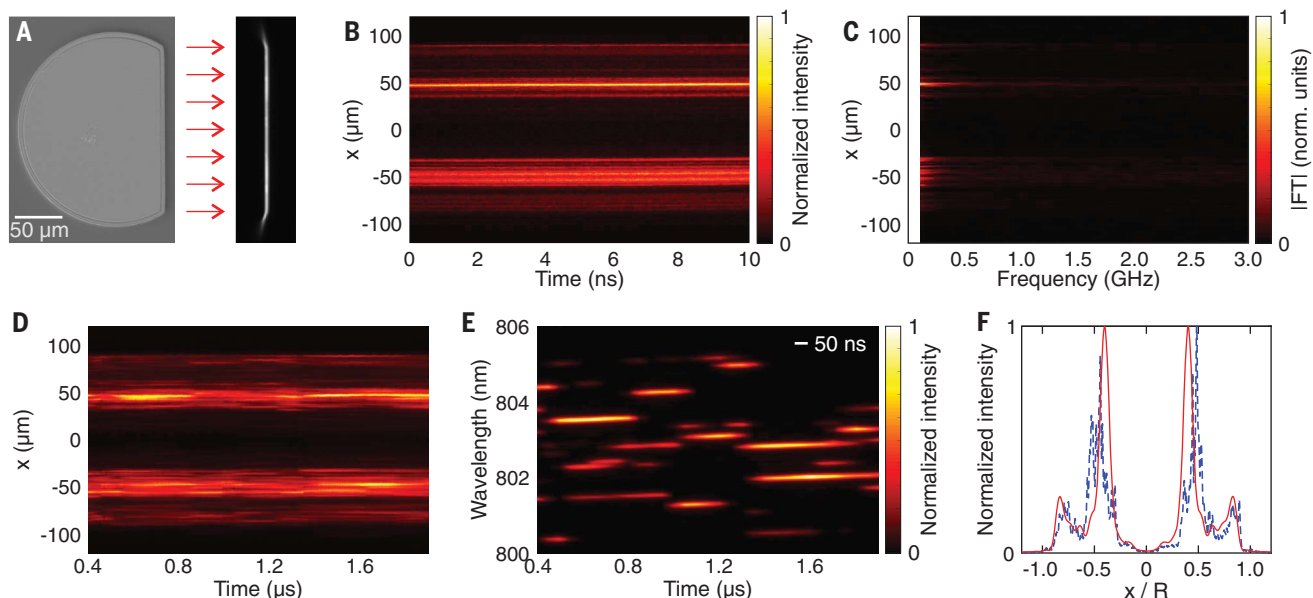 A
50 µm
B
100
50
0
-50
-100
x (µm)
0
2
4
6
8
10
Time (ns)
1
0
Normalized intensity
C
100
50
0
-50
-100
x (µm)
0
0.5
1.0
1.5
2.0
2.5
3.0
Frequency (GHz)
1
0
|FT| (norm. units)
D
100
50
0
-50
-100
x (µm)
0.4
0.8
1.2
1.6
Time (µs)
E
806
804
802
800
Wavelength (nm)
50 ns
0.4
0.8
1.2
1.6
Time (µs)
1
0
Normalized intensity
F
1
0
Normalized intensity
-1.0
-0.5
0
0.5
1.0
x / R